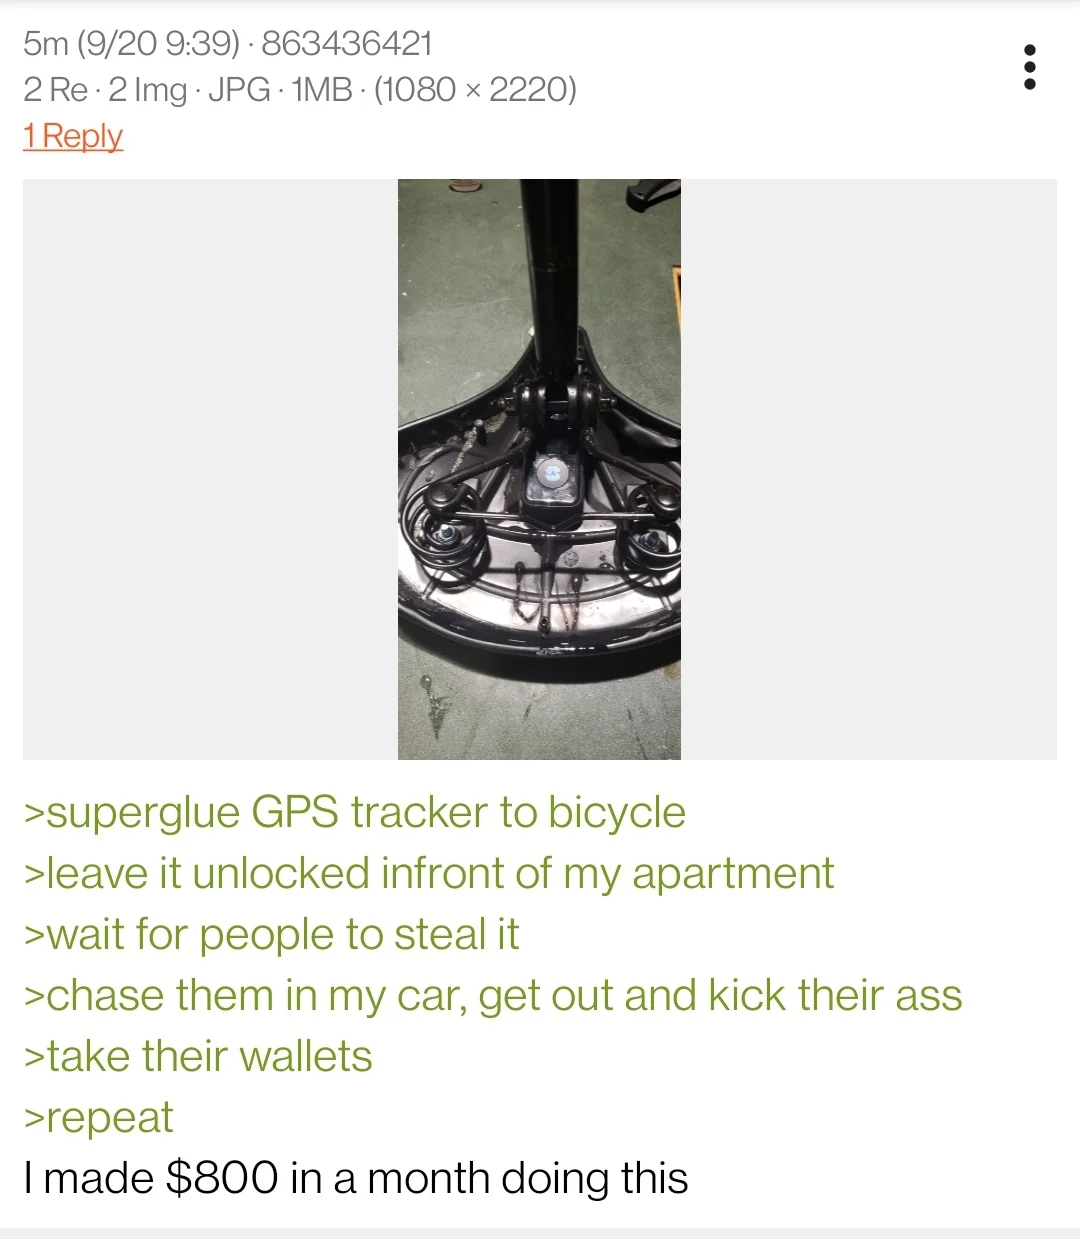 5m (9/20 9:39) · 863436421
2 Re · 2 Img · JPG · 1MB · (1080 × 2220)
1 Reply
>superglue GPS tracker to bicycle
>leave it unlocked infront of my apartment
>wait for people to steal it
>chase them in my car, get out and kick their ass
>take their wallets
>repeat
I made $800 in a month doing this